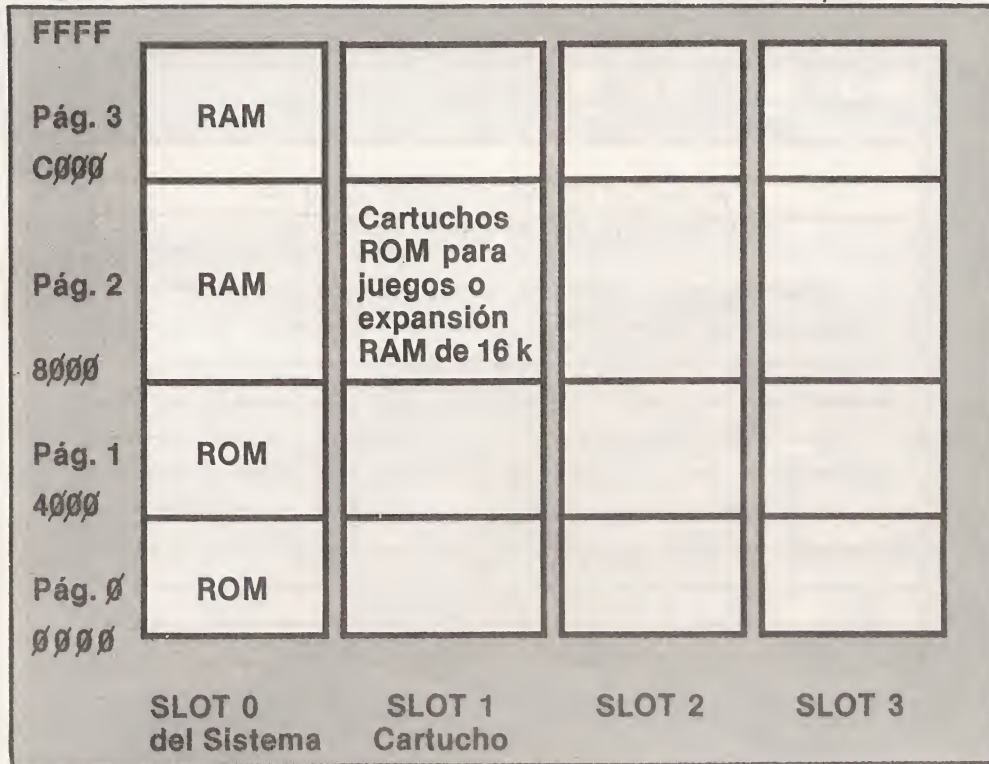 FFFF
Pág. 3
RAM
CØØØ
Cartuchos
ROM para
juegos o
expansión
RAM de 16 k
Pág. 2
RAM
8ØØØ
Pág. 1
ROM
4ØØØ
Pág. Ø
ROM
ØØØØ
SLOT 0
del Sistema
SLOT 1
Cartucho
SLOT 2
SLOT 3